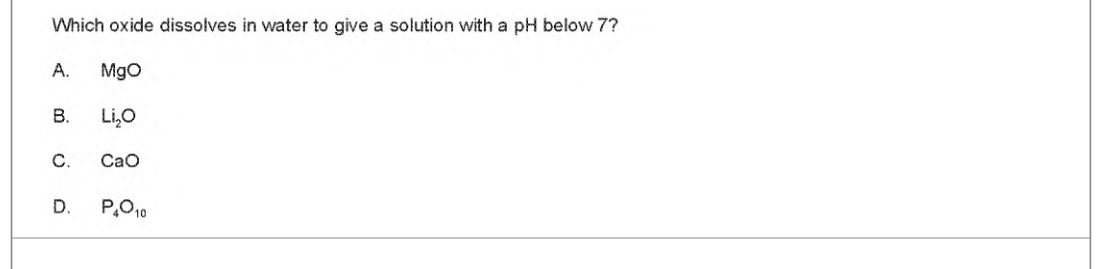 Which oxide dissolves in water to give a solution with a pH below 7?
A. MgO
B. Li₂O
C. CaO
D. P₄O₁₀